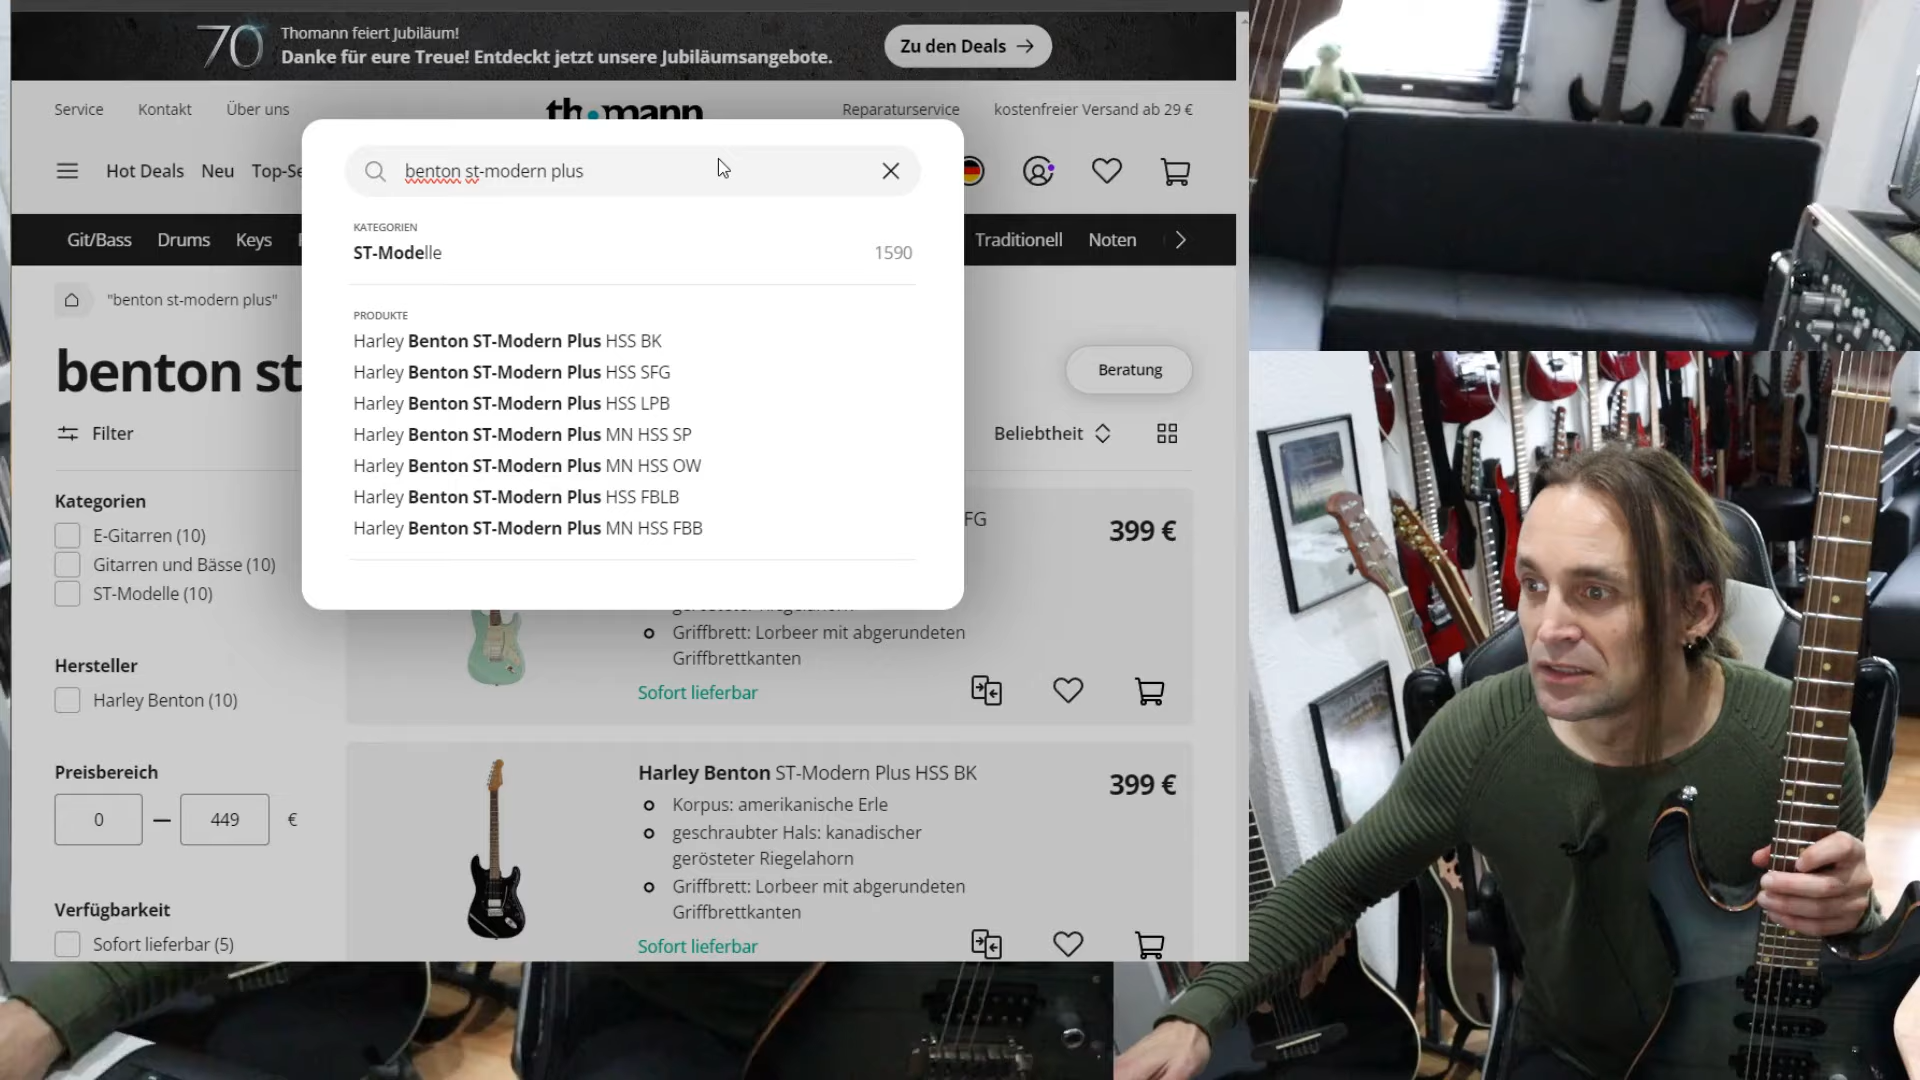 70
Thomann feiert Jubiläum!
Danke für eure Treue! Entdeckt jetzt unsere Jubiläumsangebote.
Zu den Deals →
Service Kontakt Über uns
thomann
Reparaturservice kostenfreier Versand ab 29 €
Hot Deals Neu Top-Se
benton st-modern plus
Git/Bass Drums Keys
Traditionell Noten
KATEGORIEN
ST-Modelle 1590
PRODUKTE
Harley Benton ST-Modern Plus HSS BK
Harley Benton ST-Modern Plus HSS SFG
Harley Benton ST-Modern Plus HSS LPB
Harley Benton ST-Modern Plus MN HSS SP
Harley Benton ST-Modern Plus MN HSS OW
Harley Benton ST-Modern Plus HSS FBLB
Harley Benton ST-Modern Plus MN HSS FBB
"benton st-modern plus"
benton st
Beratung
Filter
Beliebtheit
Kategorien
E-Gitarren (10)
Gitarren und Bässe (10)
ST-Modelle (10)
Hersteller
Harley Benton (10)
Preisbereich
0 — 449 €
Verfügbarkeit
Sofort lieferbar (5)
FG
399 €
gerösteter Riegelahorn
Griffbrett: Lorbeer mit abgerundeten
Griffbrettkanten
Sofort lieferbar
Harley Benton ST-Modern Plus HSS BK
399 €
Korpus: amerikanische Erle
geschraubter Hals: kanadischer
gerösteter Riegelahorn
Griffbrett: Lorbeer mit abgerundeten
Griffbrettkanten
Sofort lieferbar